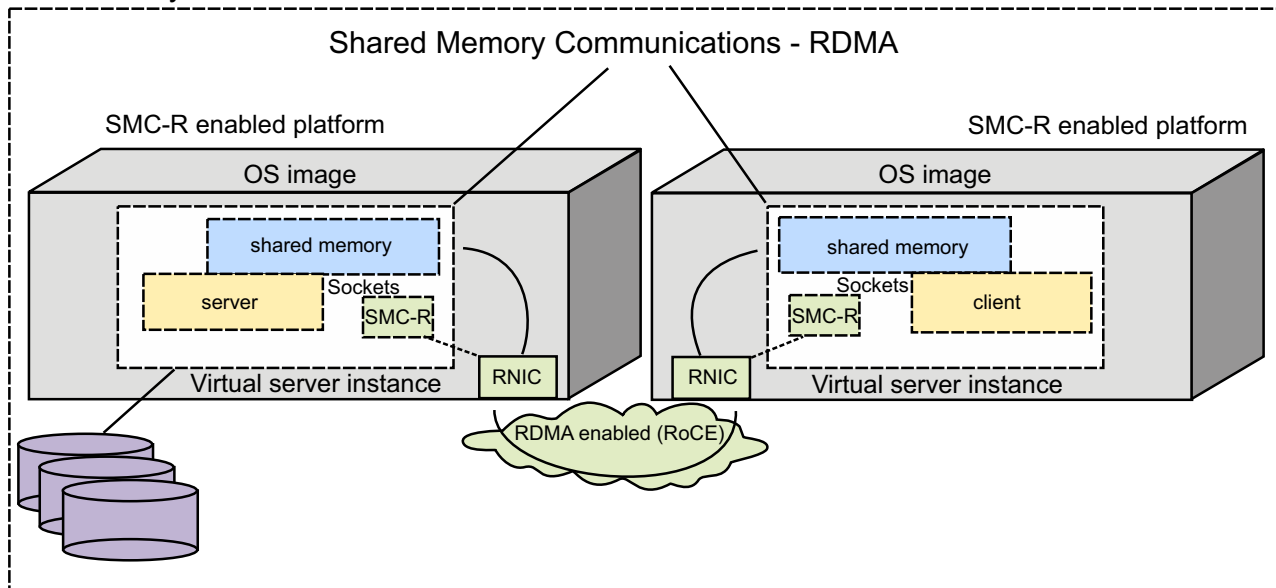 Shared Memory Communications - RDMA
SMC-R enabled platform
SMC-R enabled platform
OS image
OS image
shared memory
shared memory
Sockets
Sockets
server
client
SMC-R
SMC-R
RNIC
RNIC
Virtual server instance
Virtual server instance
RDMA enabled (RoCE)